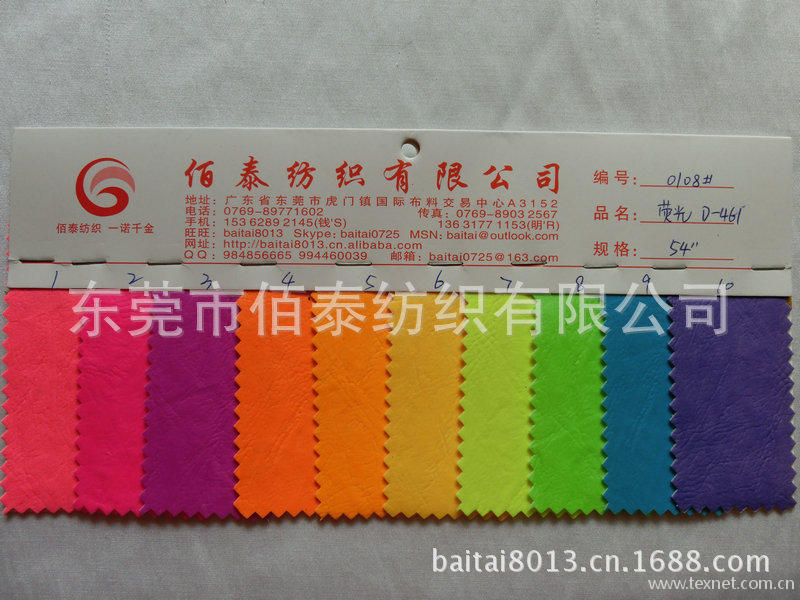 佰泰纺织 一诺千金
佰泰纺织有限公司
地址: 广东省东莞市虎门镇国际布料交易中心A3152
电话: 0769-89771602 传真: 0769-8903 2567
手机: 153 6289 2145(钱'S) 136 3177 1153(明'R)
旺旺: baitai8013 Skype: baitai0725 MSN: baitai@outlook.com
网址: http://baitai8013.cn.alibaba.com
QQ: 984856665 994460039 邮箱: baitai0725@163.com
编号: 0108#
品名: 荧光 D-461
规格: 54"
1 2 3 4 5 6 7 8 9 10
东莞市佰泰纺织有限公司
baitai8013.cn.1688.com
www.texnet.com.cn